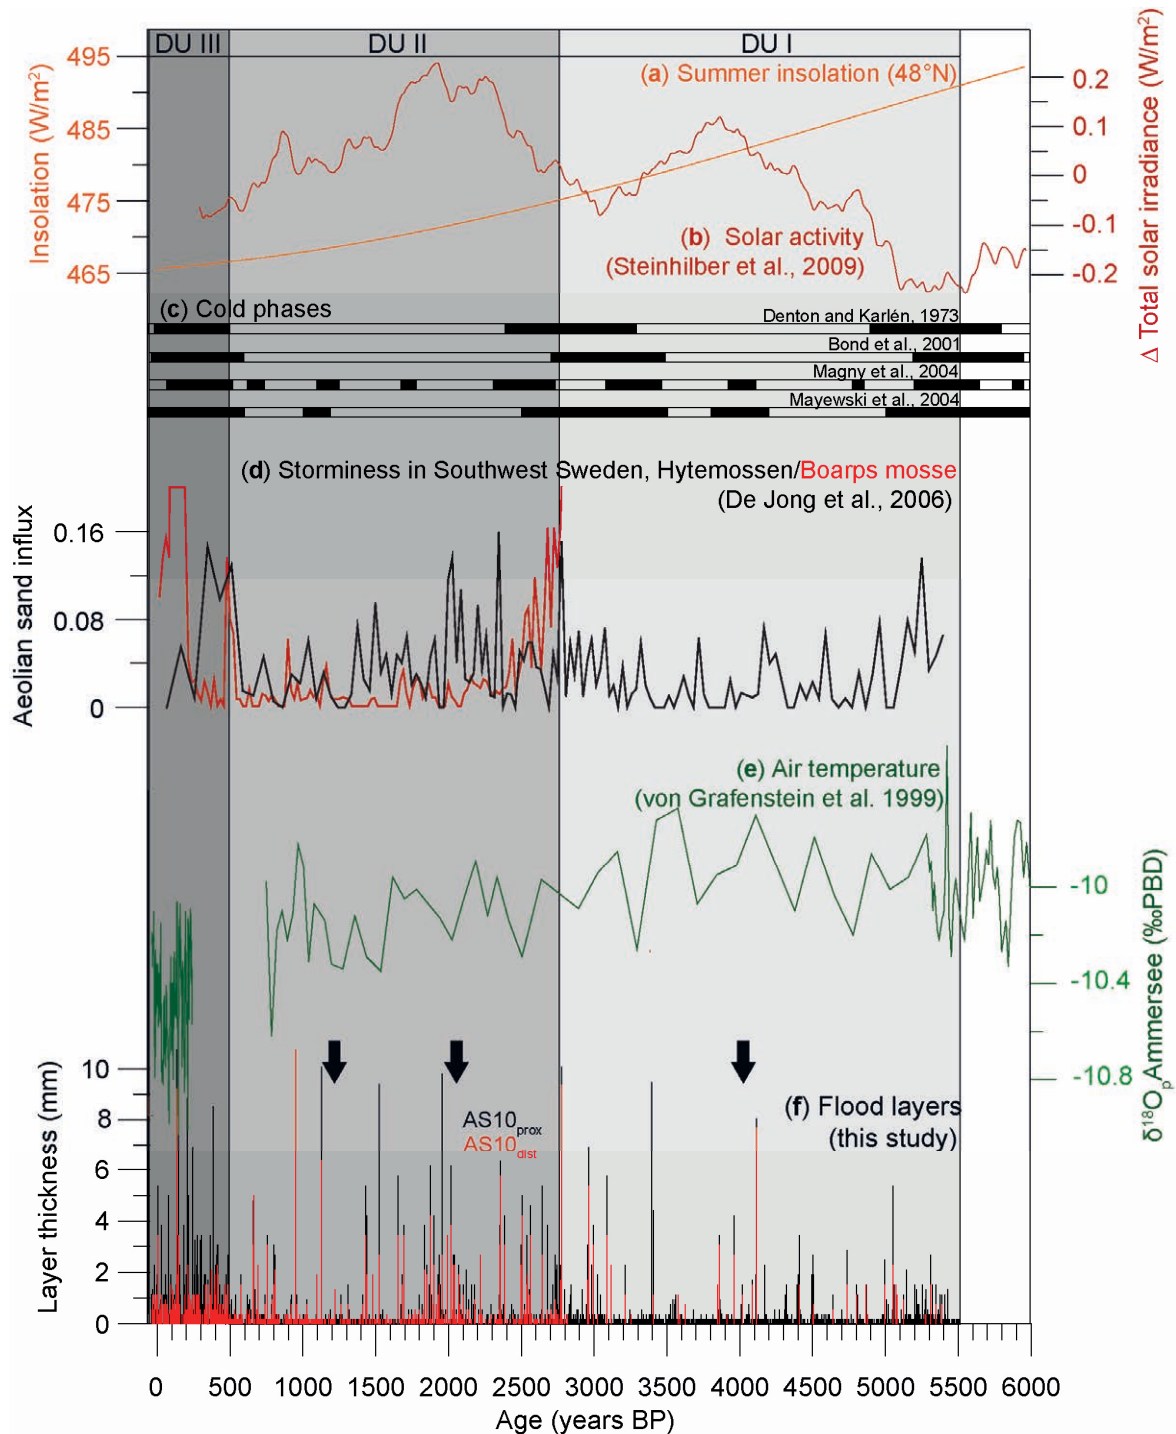 DU III DU II DU I
495
485
475
465
Insolation (W/m²)
(a) Summer insolation (48°N)
0.2
0.1
0
-0.1
-0.2
Δ Total solar irradiance (W/m²)
(b) Solar activity
(Steinhilber et al., 2009)
(c) Cold phases
Denton and Karlén, 1973
Bond et al., 2001
Magny et al., 2004
Mayewski et al., 2004
(d) Storminess in Southwest Sweden, Hytemossen/Boarps mosse
(De Jong et al., 2006)
0.16
0.08
0
Aeolian sand influx
(e) Air temperature
(von Grafenstein et al. 1999)
-10
-10.4
-10.8
δ¹⁸Oₚ Ammersee (‰PBD)
10
8
6
4
2
0
Layer thickness (mm)
(f) Flood layers
(this study)
AS10prox
AS10dist
0 500 1000 1500 2000 2500 3000 3500 4000 4500 5000 5500 6000
Age (years BP)